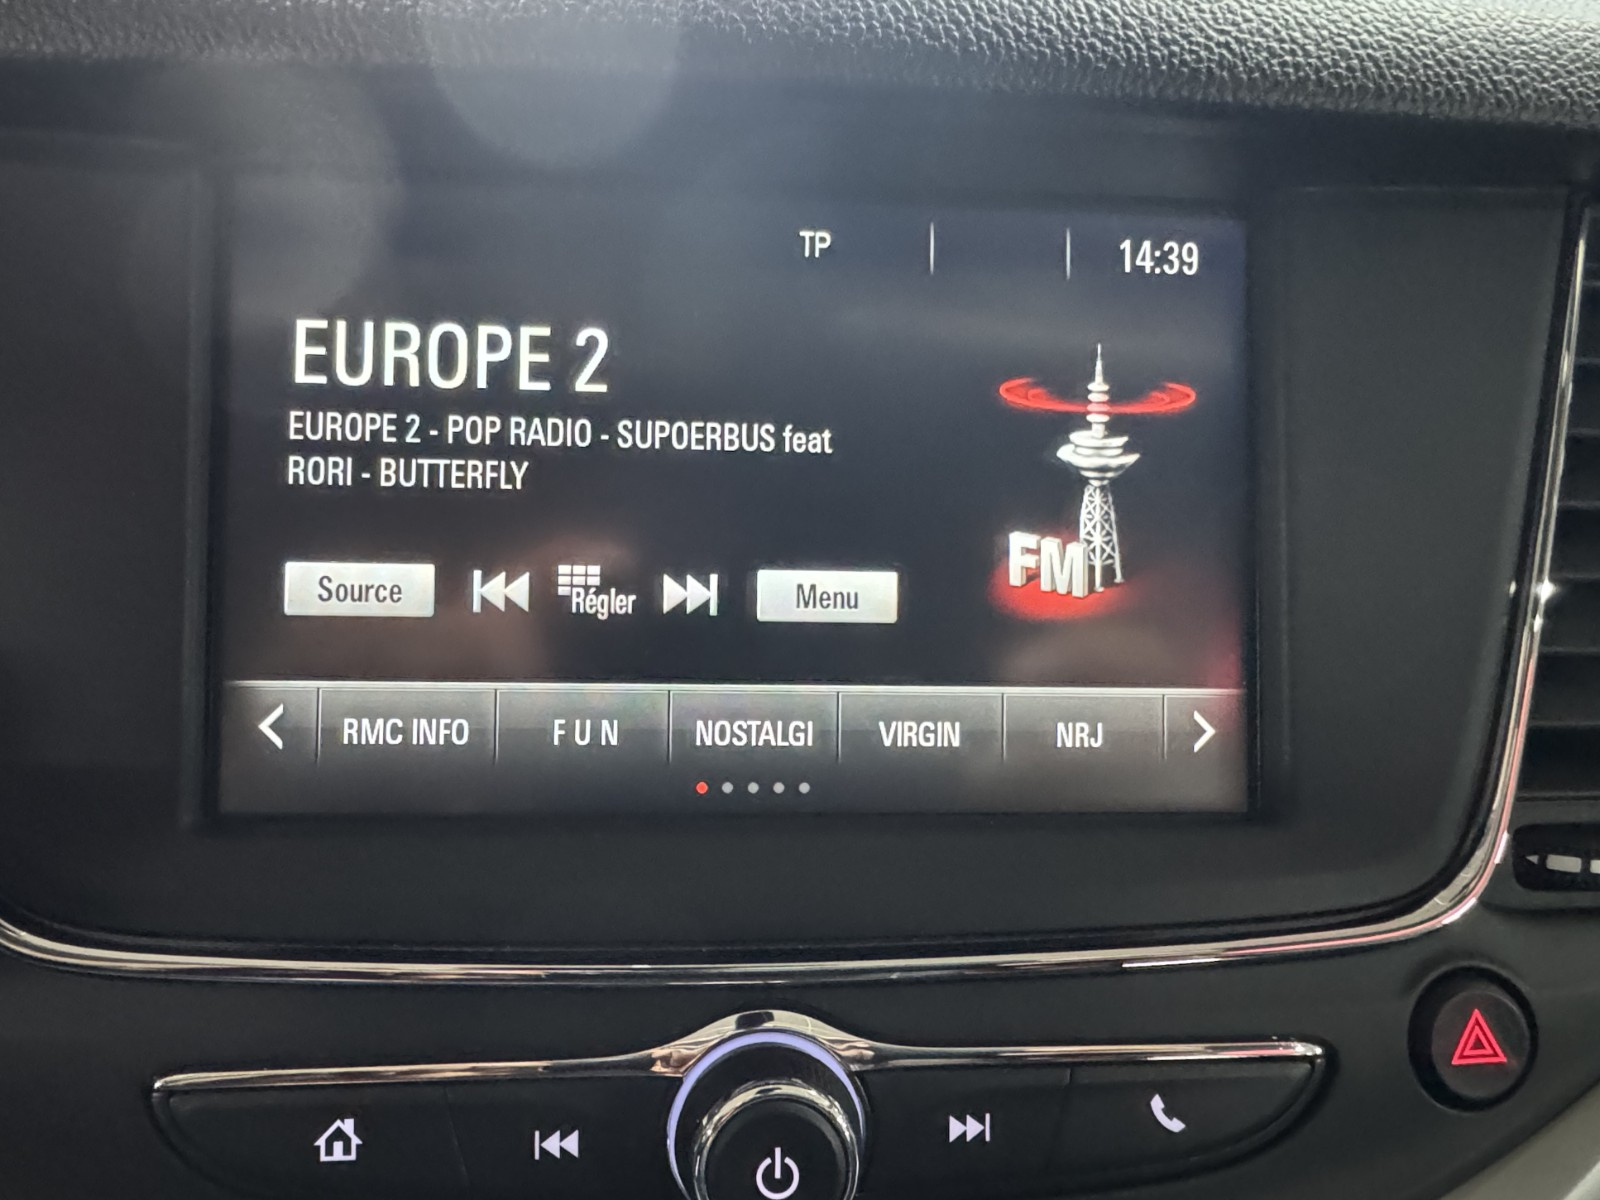 TP 14:39
EUROPE 2
EUROPE 2 - POP RADIO - SUPOERBUS feat
RORI - BUTTERFLY
FM
Source Régler Menu
RMC INFO F U N NOSTALGI VIRGIN NRJ